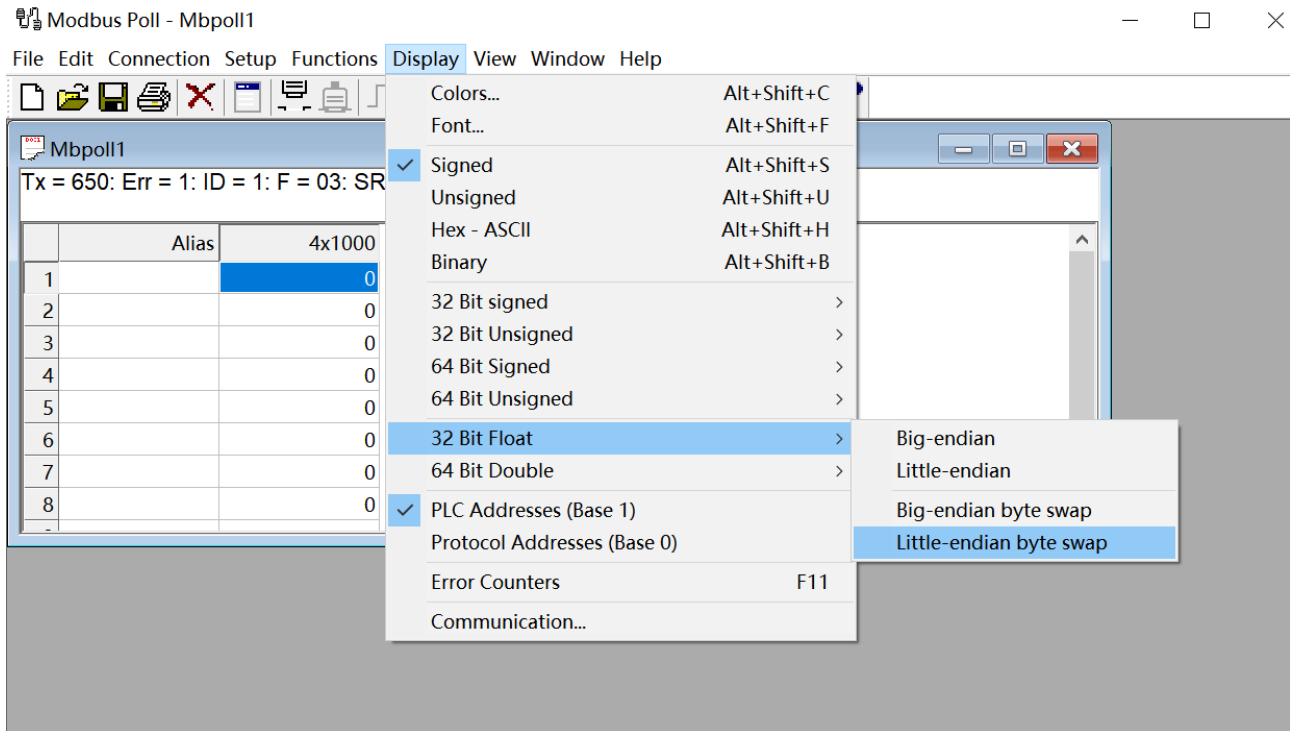 Modbus Poll - Mbpoll1
File Edit Connection Setup Functions Display View Window Help
Mbpoll1
Tx = 650: Err = 1: ID = 1: F = 03: SR
Alias 4x1000
1 0
2 0
3 0
4 0
5 0
6 0
7 0
8 0
Colors... Alt+Shift+C
Font... Alt+Shift+F
Signed Alt+Shift+S
Unsigned Alt+Shift+U
Hex - ASCII Alt+Shift+H
Binary Alt+Shift+B
32 Bit signed
32 Bit Unsigned
64 Bit Signed
64 Bit Unsigned
32 Bit Float
64 Bit Double
PLC Addresses (Base 1)
Protocol Addresses (Base 0)
Error Counters F11
Communication...
Big-endian
Little-endian
Big-endian byte swap
Little-endian byte swap